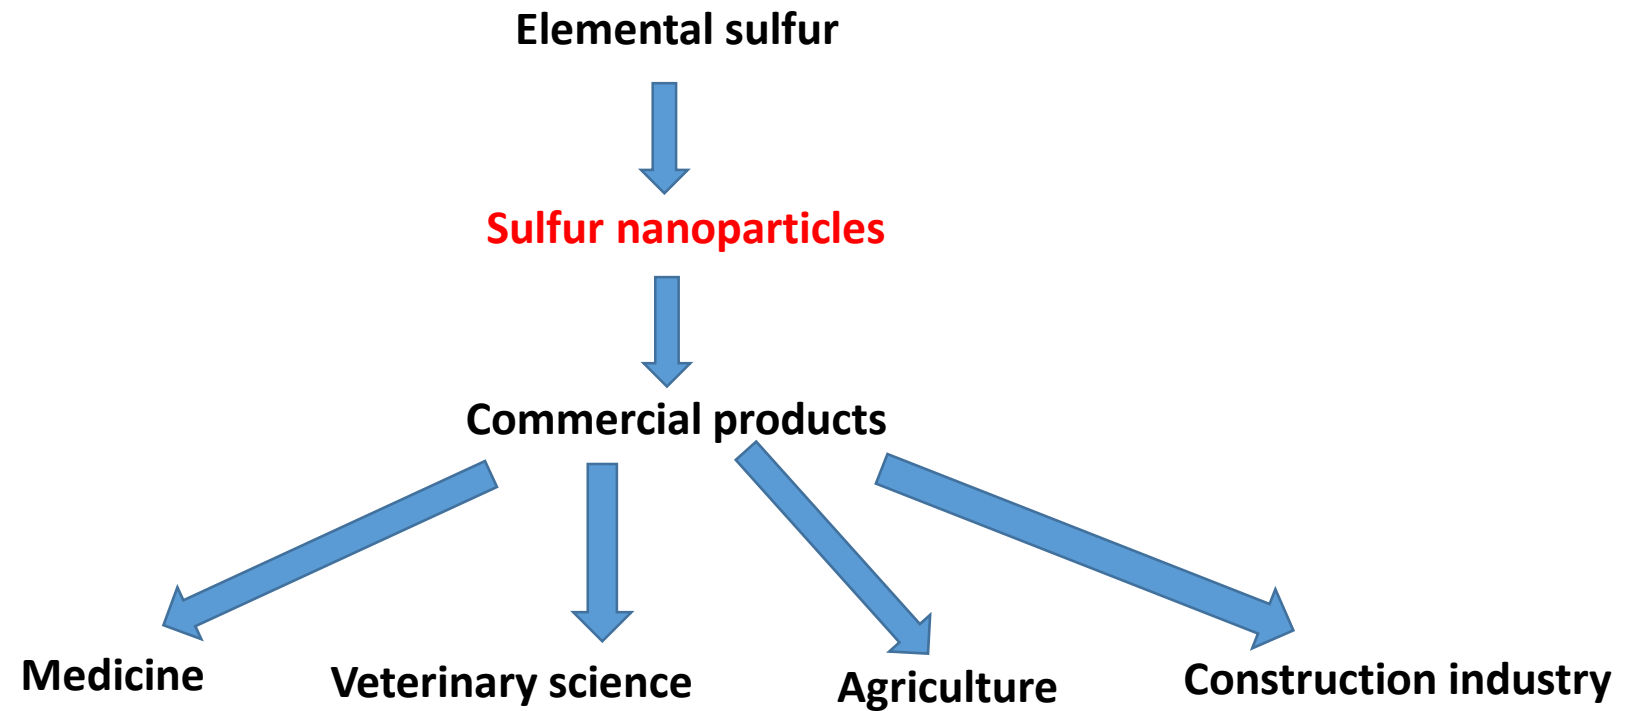 Elemental sulfur
Sulfur nanoparticles
Commercial products
Medicine
Veterinary science
Agriculture
Construction industry